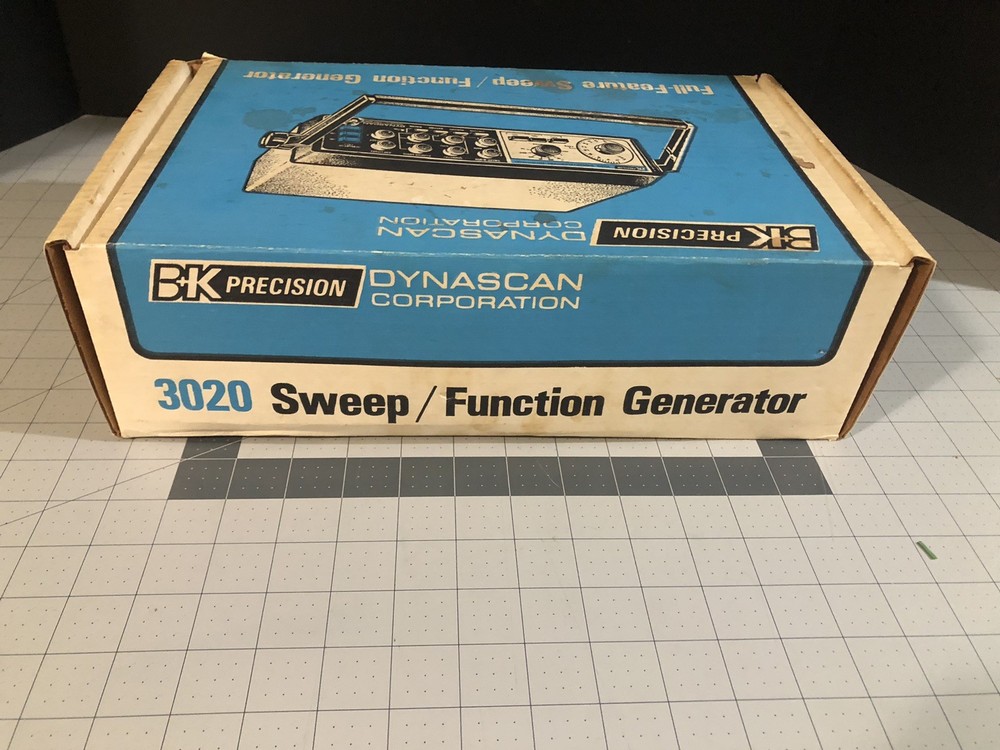 Full-Feature Sweep / Function Generator
B+K PRECISION
DYNASCAN
CORPORATION
B+K PRECISION
DYNASCAN
CORPORATION
3020 Sweep / Function Generator